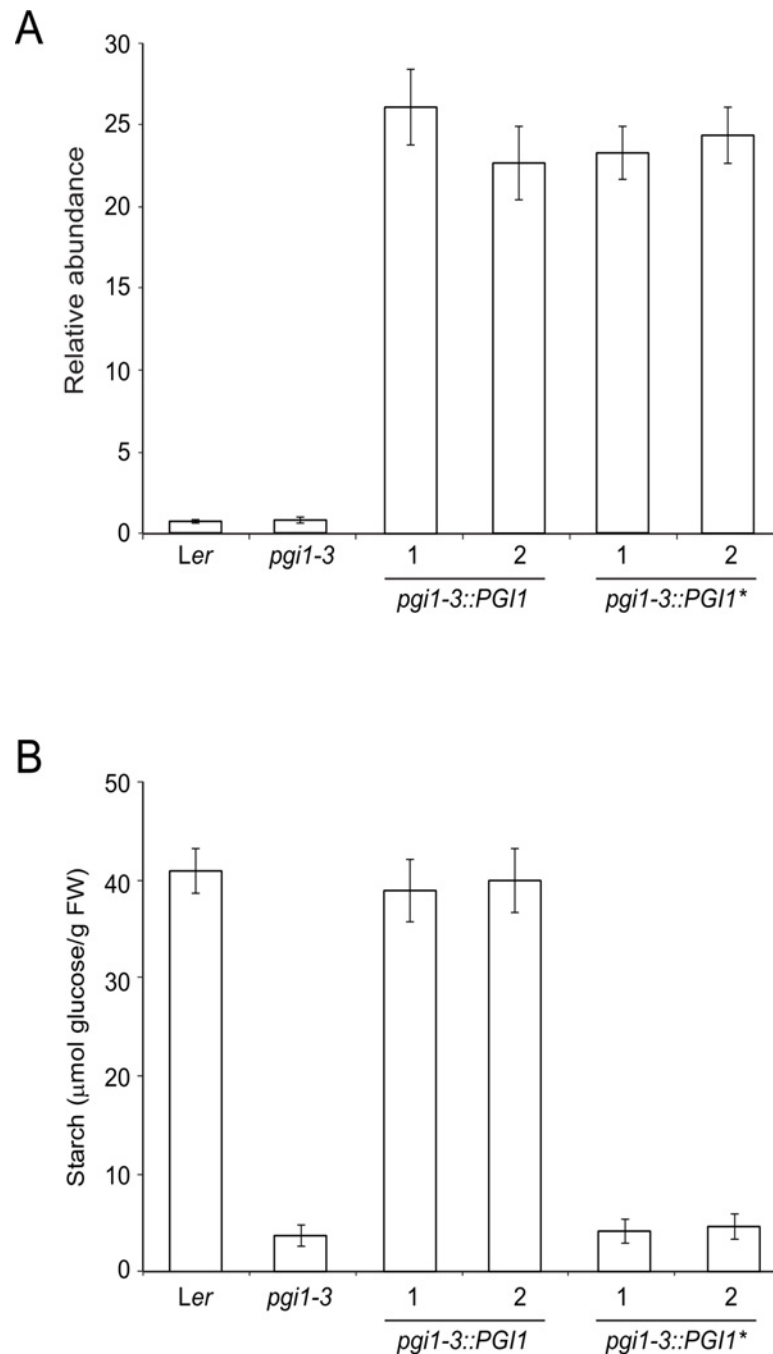 A
Relative abundance
30
25
20
15
10
5
0
Ler pgi1-3 1 2 1 2
pgi1-3::PGI1 pgi1-3::PGI1*
B
Starch (μmol glucose/g FW)
50
40
30
20
10
0
Ler pgi1-3 1 2 1 2
pgi1-3::PGI1 pgi1-3::PGI1*